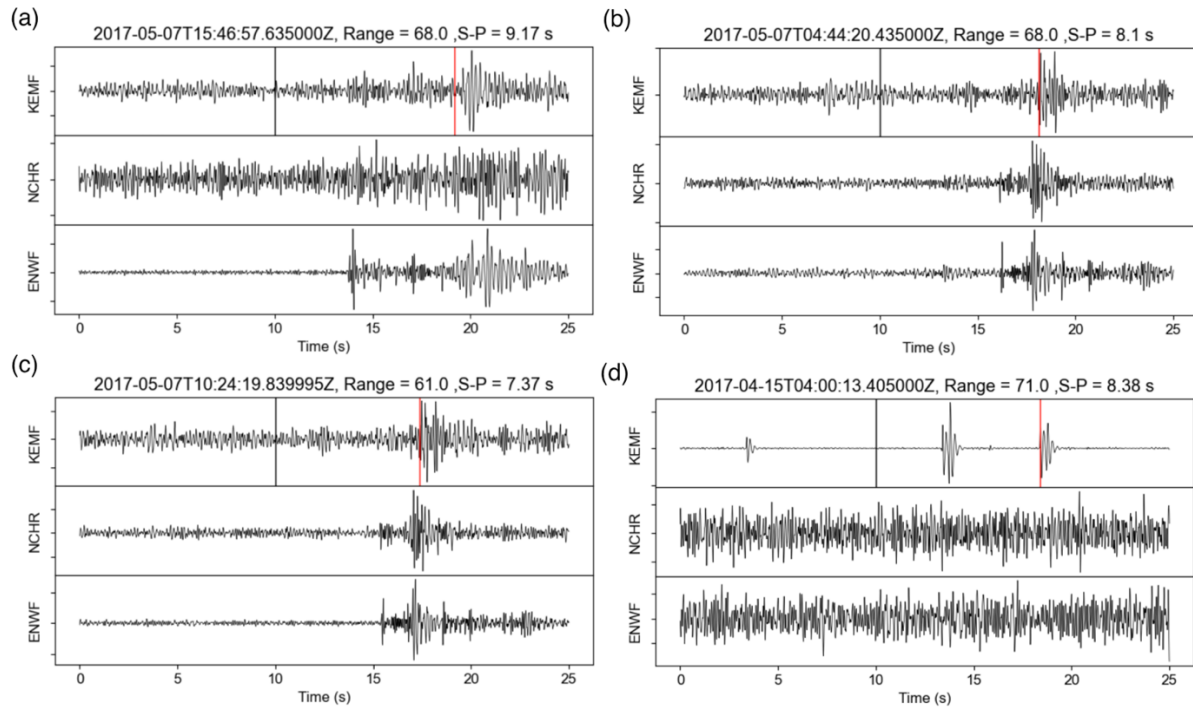 (a)
2017-05-07T15:46:57.635000Z, Range = 68.0 ,S-P = 9.17 s
KEMF
NCHR
ENWF
0 5 10 15 20 25
Time (s)
(b)
2017-05-07T04:44:20.435000Z, Range = 68.0 ,S-P = 8.1 s
KEMF
NCHR
ENWF
0 5 10 15 20 25
Time (s)
(c)
2017-05-07T10:24:19.839995Z, Range = 61.0 ,S-P = 7.37 s
KEMF
NCHR
ENWF
0 5 10 15 20 25
Time (s)
(d)
2017-04-15T04:00:13.405000Z, Range = 71.0 ,S-P = 8.38 s
KEMF
NCHR
ENWF
0 5 10 15 20 25
Time (s)